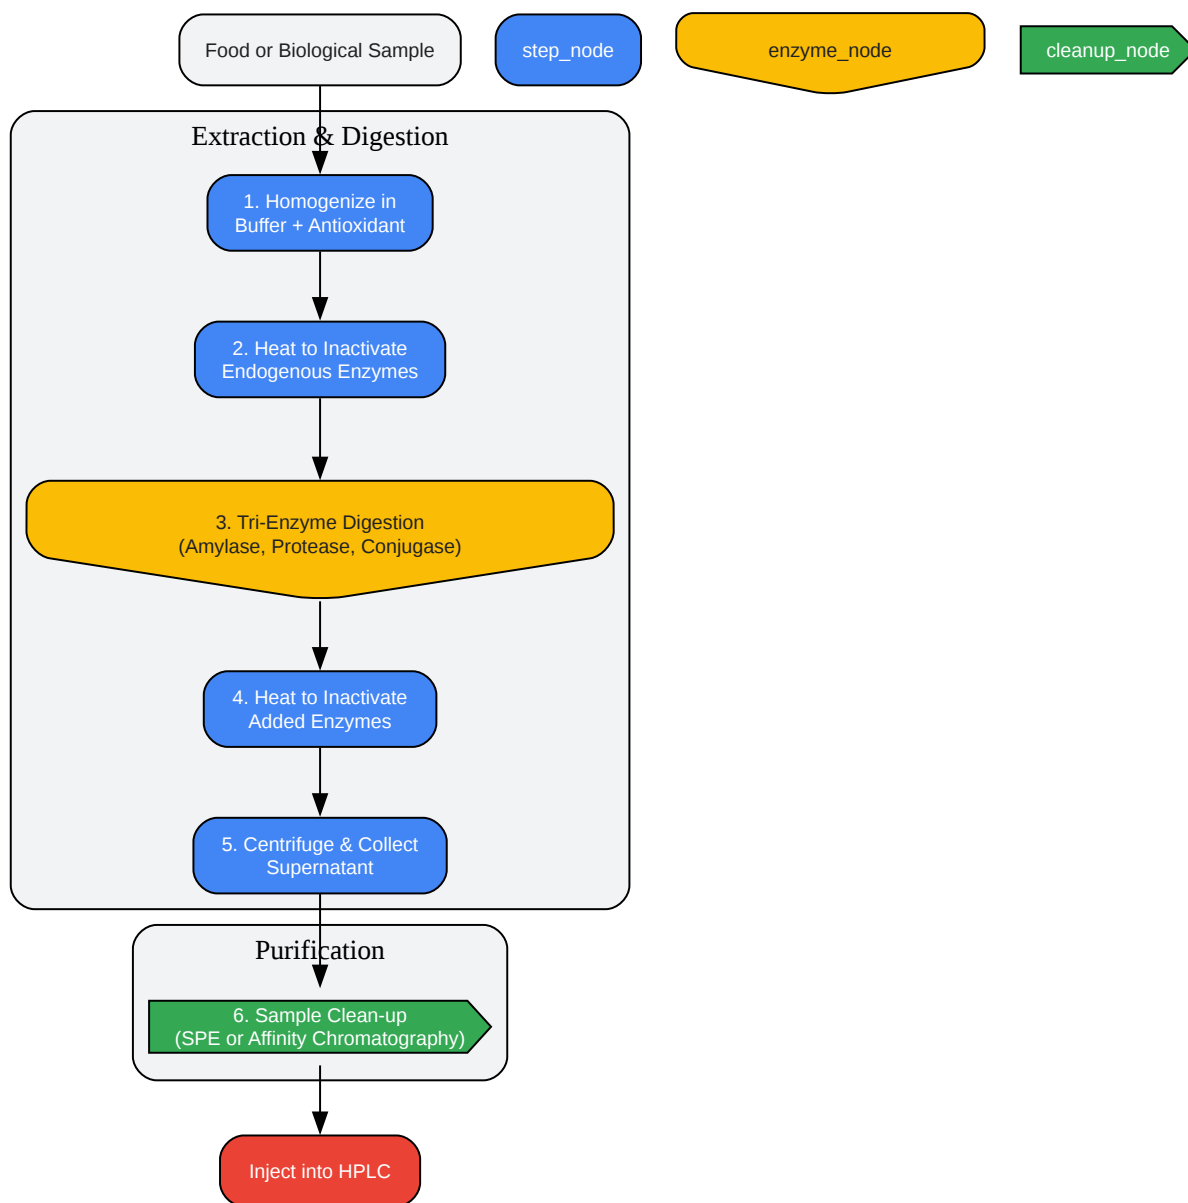 Food or Biological Sample
step_node
enzyme_node
cleanup_node
Extraction & Digestion
1. Homogenize in
Buffer + Antioxidant
2. Heat to Inactivate
Endogenous Enzymes
3. Tri-Enzyme Digestion
(Amylase, Protease, Conjugase)
4. Heat to Inactivate
Added Enzymes
5. Centrifuge & Collect
Supernatant
Purification
6. Sample Clean-up
(SPE or Affinity Chromatography)
Inject into HPLC